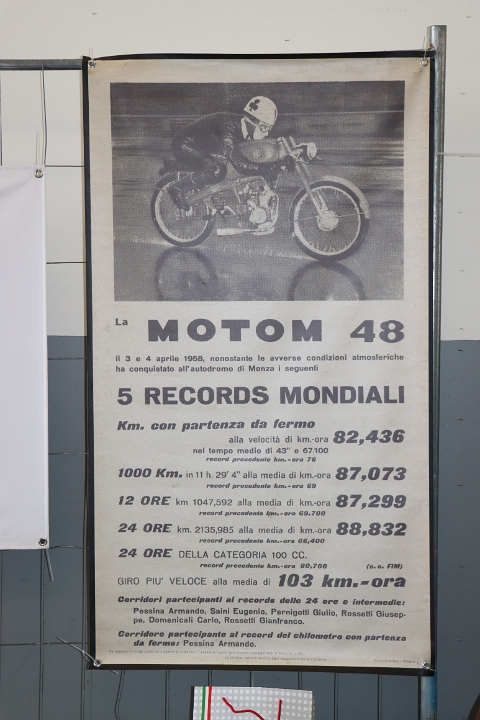 La MOTOM 48
il 3 e 4 aprile 1968, nonostante le avverse condizioni atmosferiche
ha conquistato all'autodromo di Monza i seguenti
5 RECORDS MONDIALI
Km. con partenza da fermo
alla velocità di km.-ora 82,436
nel tempo medio di 43" e 67/100
record precedente km.-ora 76
1000 Km. in 11 h. 29' 4" alla media di km.-ora 87,073
record precedente km.-ora 69
12 ORE km 1047,592 alla media di km.-ora 87,299
record precedente km.-ora 69.700
24 ORE km. 2135,985 alla media di km.-ora 88,832
record precedente km.-ora 66,400
24 ORE DELLA CATEGORIA 100 CC.
record precedente km.-ora 80,700 (s.c. FIM)
GIRO PIU' VELOCE alla media di 103 km.-ora
Corridori partecipanti ai records delle 24 ore e intermedie:
Pessina Armando, Saini Eugenio, Pernigotti Giulio, Rossetti Giusep-
pe, Domenicali Carlo, Rossetti Gianfranco.
Corridore partecipante al record del chilometro con partenza
da fermo: Pessina Armando.